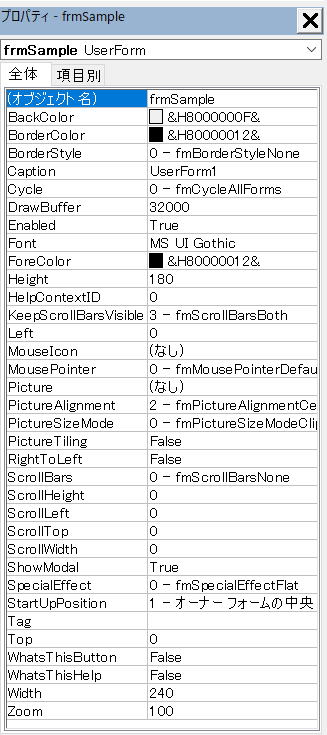 プロパティ - frmSample
frmSample UserForm
全体 項目別
(オブジェクト名) frmSample
BackColor &H8000000F&
BorderColor &H80000012&
BorderStyle 0 - fmBorderStyleNone
Caption UserForm1
Cycle 0 - fmCycleAllForms
DrawBuffer 32000
Enabled True
Font MS UI Gothic
ForeColor &H80000012&
Height 180
HelpContextID 0
KeepScrollBarsVisible 3 - fmScrollBarsBoth
Left 0
MouseIcon (なし)
MousePointer 0 - fmMousePointerDefau
Picture (なし)
PictureAlignment 2 - fmPictureAlignmentCe
PictureSizeMode 0 - fmPictureSizeModeClip
PictureTiling False
RightToLeft False
ScrollBars 0 - fmScrollBarsNone
ScrollHeight 0
ScrollLeft 0
ScrollTop 0
ScrollWidth 0
ShowModal True
SpecialEffect 0 - fmSpecialEffectFlat
StartUpPosition 1 - オーナー フォームの中央
Tag
Top 0
WhatsThisButton False
WhatsThisHelp False
Width 240
Zoom 100